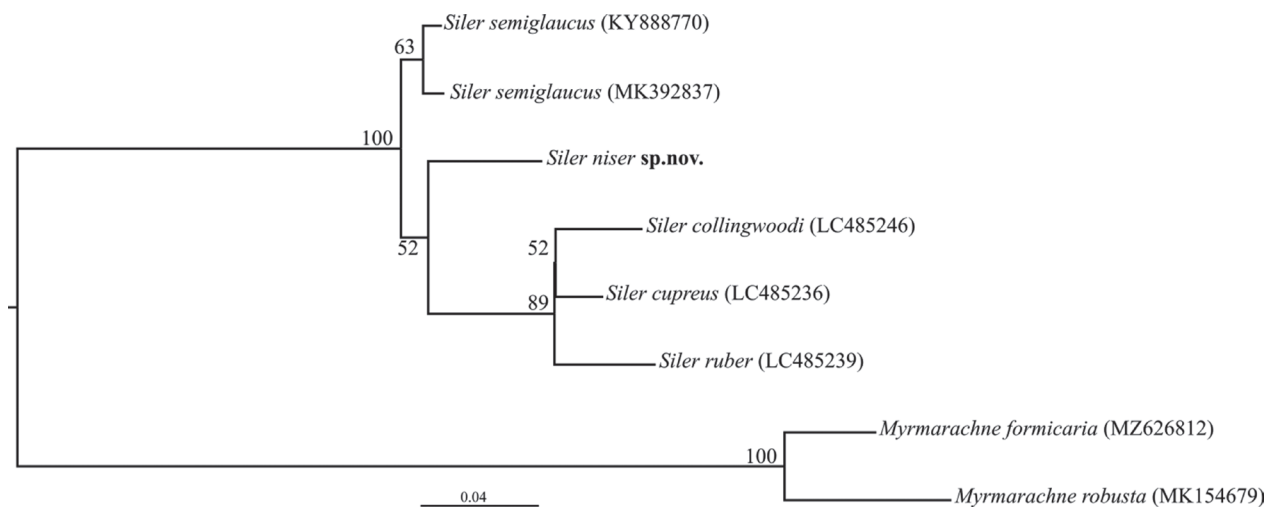 Siler semiglaucus (KY888770)
63
Siler semiglaucus (MK392837)
100
Siler niser sp.nov.
Siler collingwoodi (LC485246)
52
52
Siler cupreus (LC485236)
89
Siler ruber (LC485239)
Myrmarachne formicaria (MZ626812)
100
Myrmarachne robusta (MK154679)
0.04